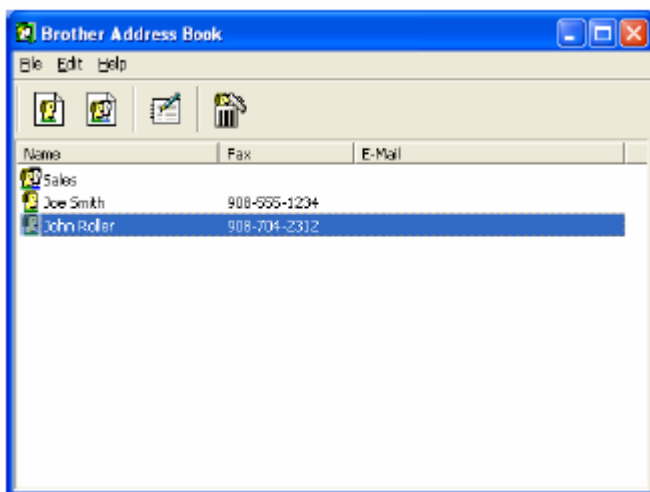 Brother Address Book
File Edit Help
Name Fax E-Mail
Sales
Joe Smith 908-555-1234
John Roller 908-704-2312